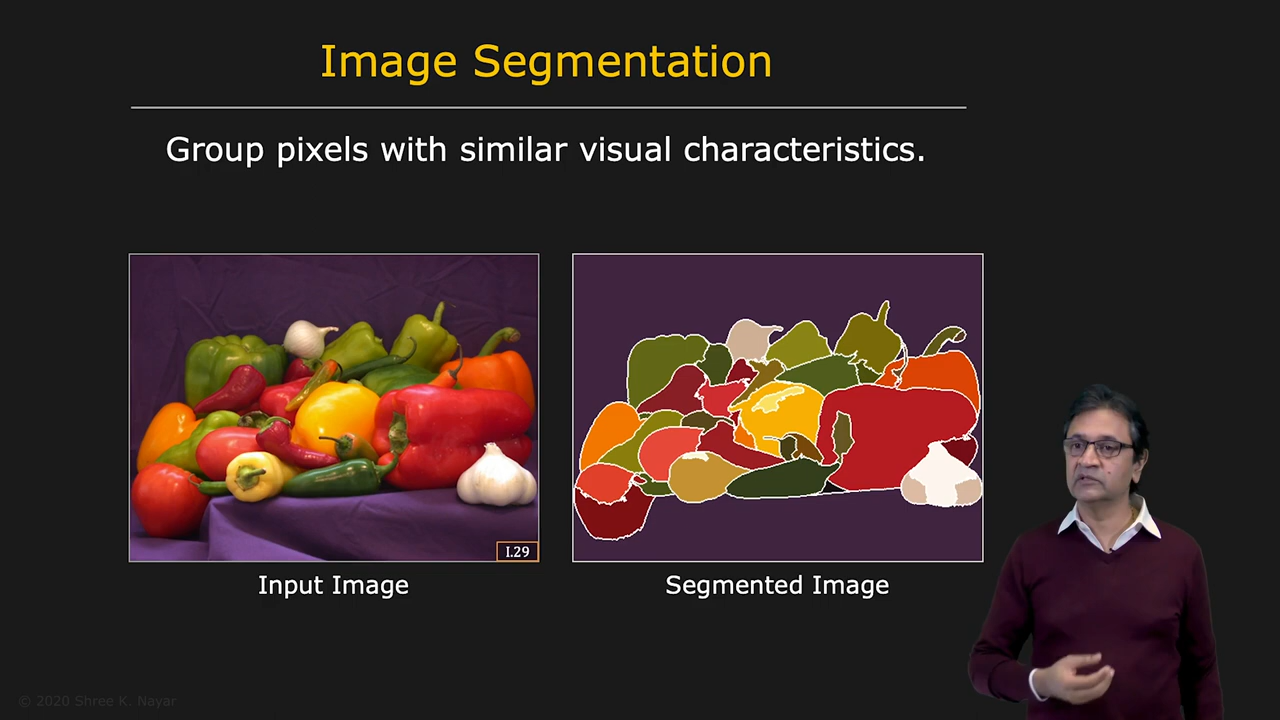 Image Segmentation
Group pixels with similar visual characteristics.
I.29
Input Image
Segmented Image
© 2020 Shree K. Nayar